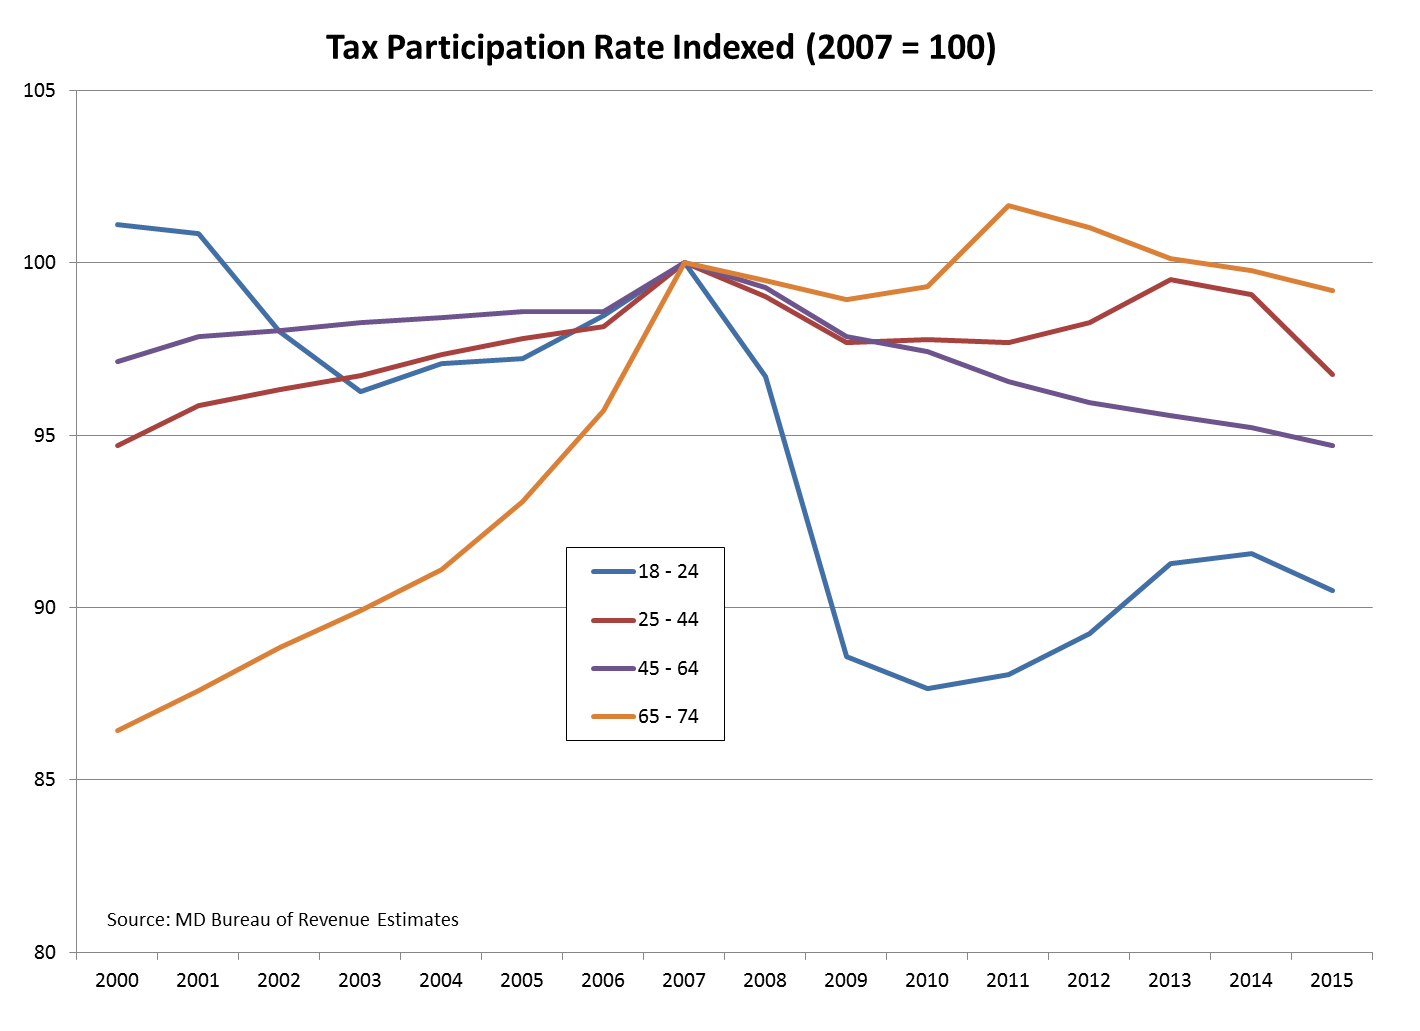 Tax Participation Rate Indexed (2007 = 100)
105
100
95
90
85
80
18 - 24
25 - 44
45 - 64
65 - 74
Source: MD Bureau of Revenue Estimates
2000 2001 2002 2003 2004 2005 2006 2007 2008 2009 2010 2011 2012 2013 2014 2015